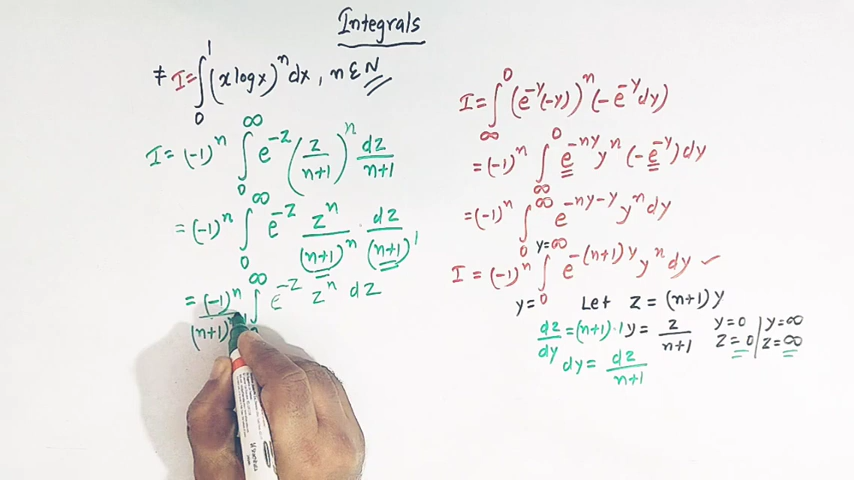 Integrals
≠ I = ∫₀¹ (x log x)ⁿ dx , n ∈ N
I = (-1)ⁿ ∫₀^∞ e^{-z} (z/(n+1))ⁿ dz/(n+1)
= (-1)ⁿ ∫₀^∞ e^{-z} zⁿ/(n+1)ⁿ · dz/(n+1)¹
= (-1)ⁿ/(n+1) ∫^∞ e^{-z} zⁿ dz
I = ∫_∞^0 (e^{-y}(-y))ⁿ (-e^{-y} dy)
= (-1)ⁿ ∫_∞^0 e^{-ny} yⁿ (-e^{-y}) dy
= (-1)ⁿ ∫₀^∞ e^{-ny-y} yⁿ dy
I = (-1)ⁿ ∫_{y=0}^{y=∞} e^{-(n+1)y} yⁿ dy ✓
Let z = (n+1) y
dz/dy = (n+1)·1 y = z/(n+1) y=0 | y=∞
dy = dz/(n+1) z=0 | z=∞